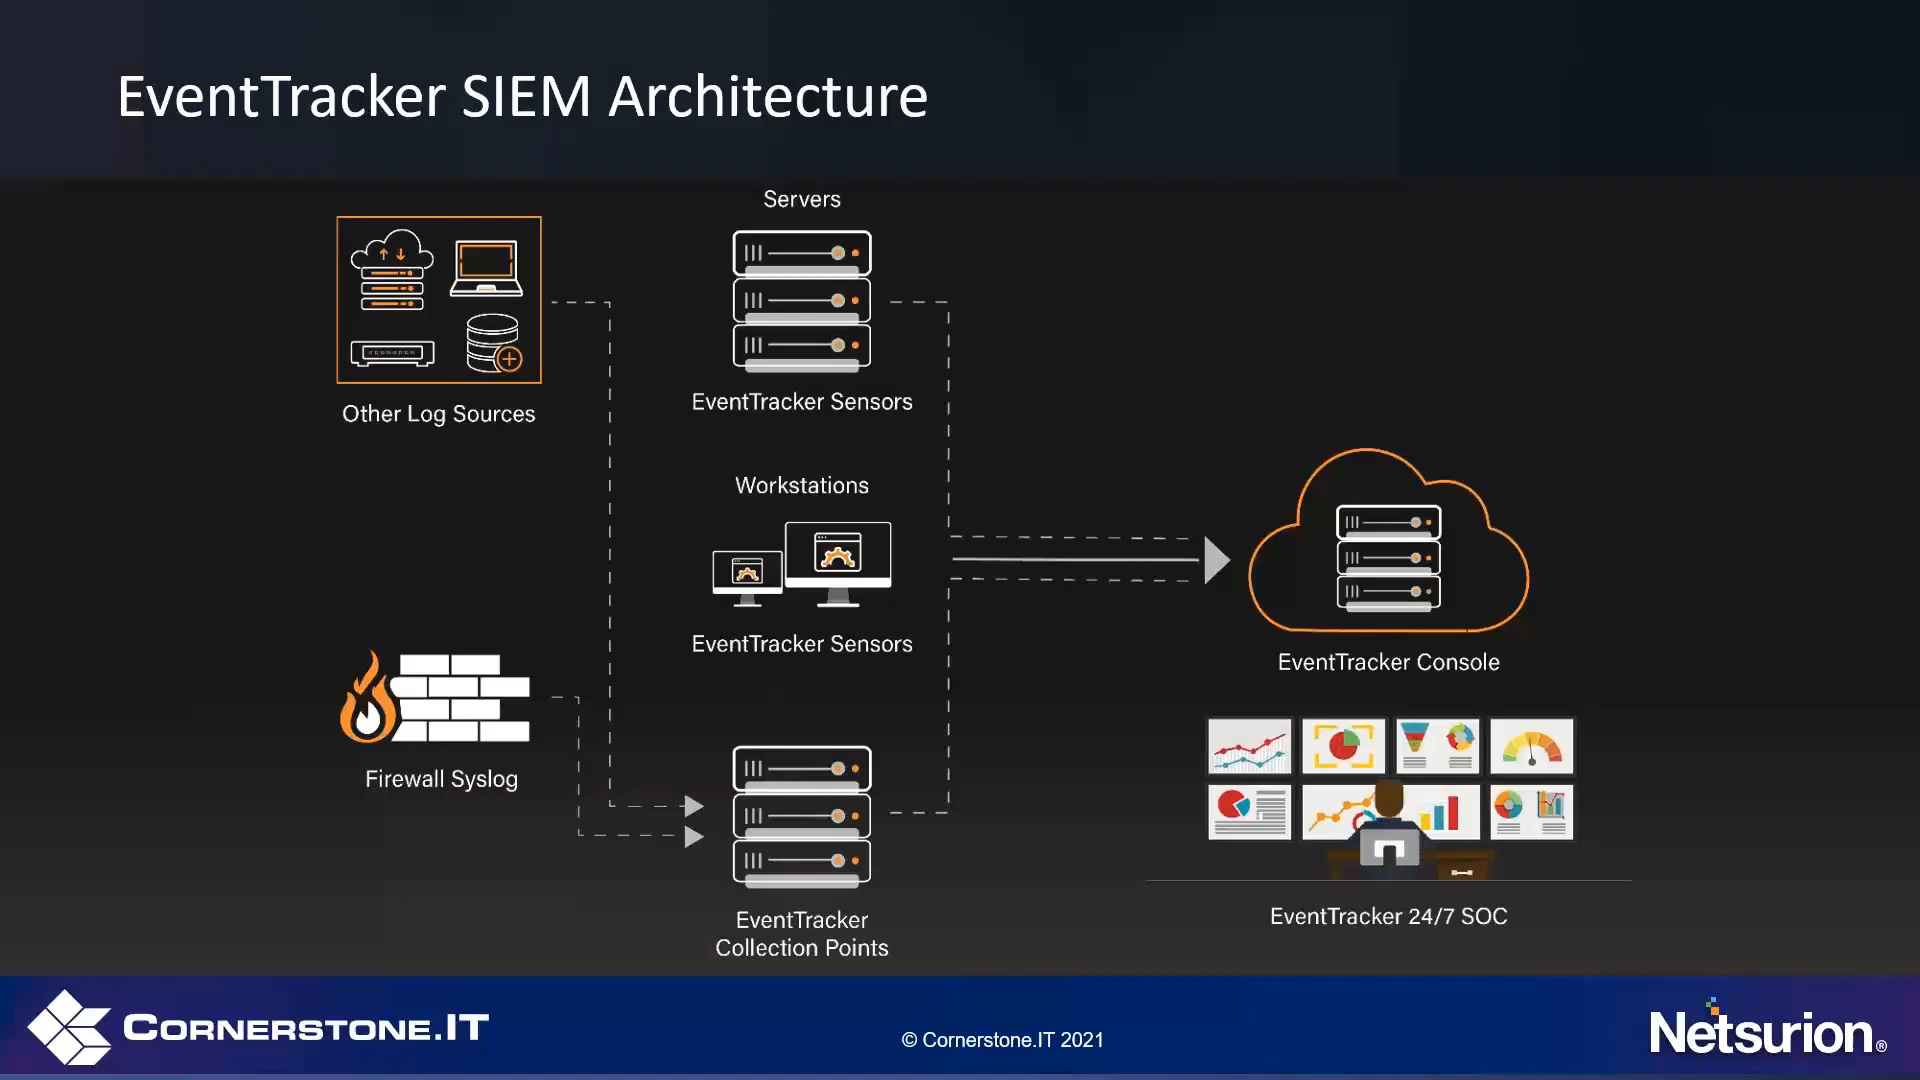 EventTracker SIEM Architecture
Servers
EventTracker Sensors
Other Log Sources
Workstations
EventTracker Sensors
EventTracker Console
Firewall Syslog
EventTracker
Collection Points
EventTracker 24/7 SOC
CORNERSTONE.IT
© Cornerstone.IT 2021
Netsurion®